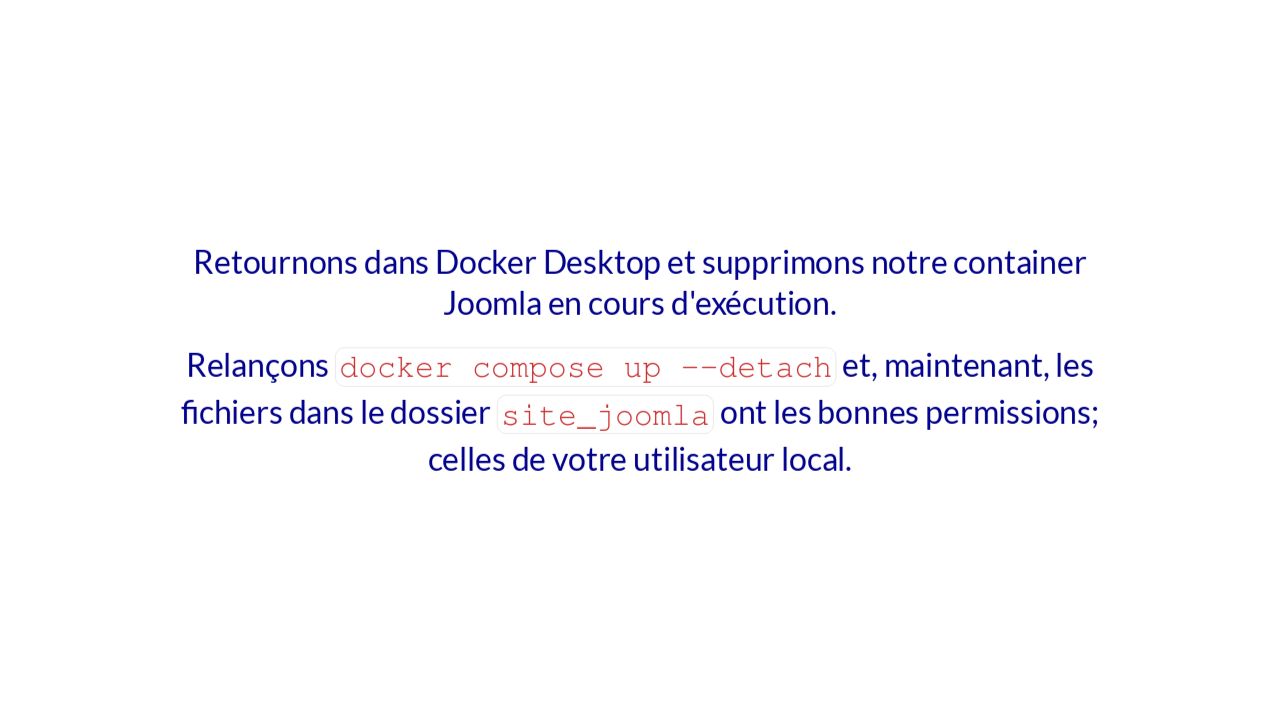 Retournons dans Docker Desktop et supprimons notre container
Joomla en cours d'exécution.
Relançons docker compose up --detach et, maintenant, les
fichiers dans le dossier site_joomla ont les bonnes permissions;
celles de votre utilisateur local.